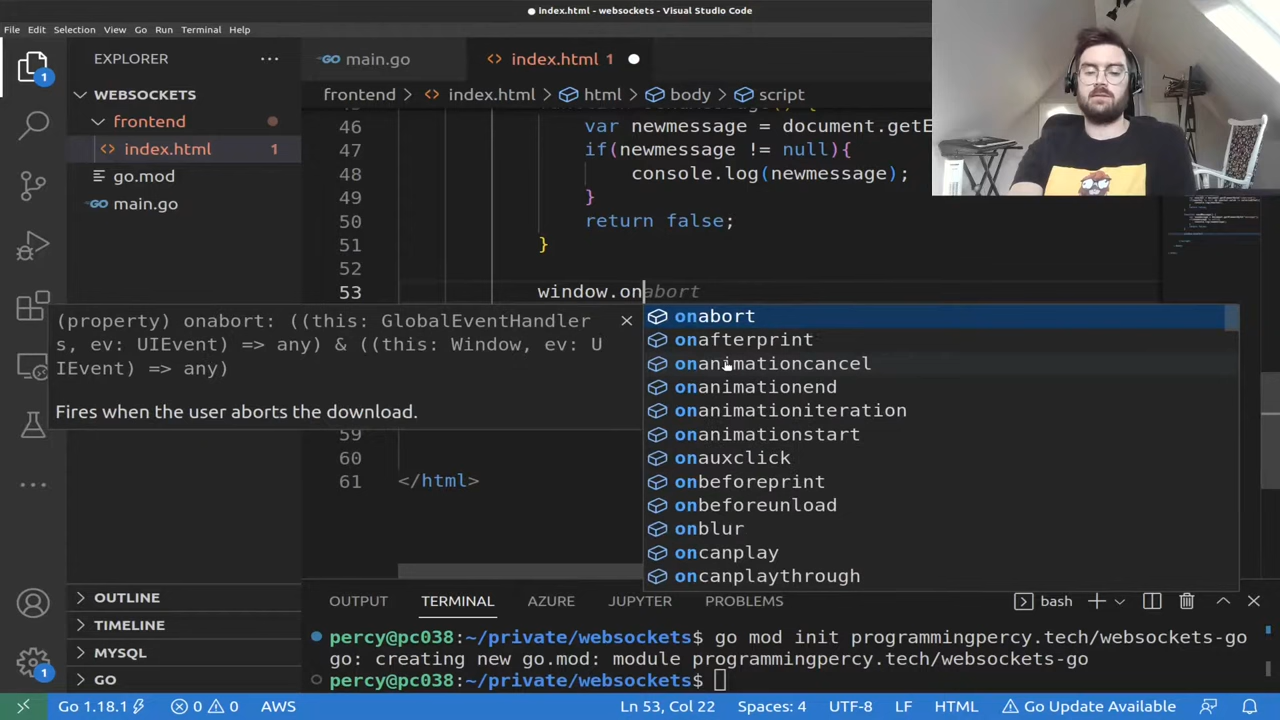 index.html - websockets - Visual Studio Code
File Edit Selection View Go Run Terminal Help
EXPLORER
main.go
index.html 1
WEBSOCKETS
frontend
index.html 1
go.mod
main.go
frontend > index.html > html > body > script
46 var newmessage = document.getE
47 if(newmessage != null){
48 console.log(newmessage);
49 }
50 return false;
51 }
52
53 window.onabort
(property) onabort: ((this: GlobalEventHandler
s, ev: UIEvent) => any) & ((this: Window, ev: U
IEvent) => any)
Fires when the user aborts the download.
onabort
onafterprint
onanimationcancel
onanimationend
onanimationiteration
onanimationstart
onauxclick
onbeforeprint
onbeforeunload
onblur
oncanplay
oncanplaythrough
59
60
61 </html>
OUTLINE
TIMELINE
MYSQL
GO
OUTPUT TERMINAL AZURE JUPYTER PROBLEMS bash
percy@pc038:~/private/websockets$ go mod init programmingpercy.tech/websockets-go
go: creating new go.mod: module programmingpercy.tech/websockets-go
percy@pc038:~/private/websockets$
1
1
Go 1.18.1 0 0 AWS Ln 53, Col 22 Spaces: 4 UTF-8 LF HTML Go Update Available